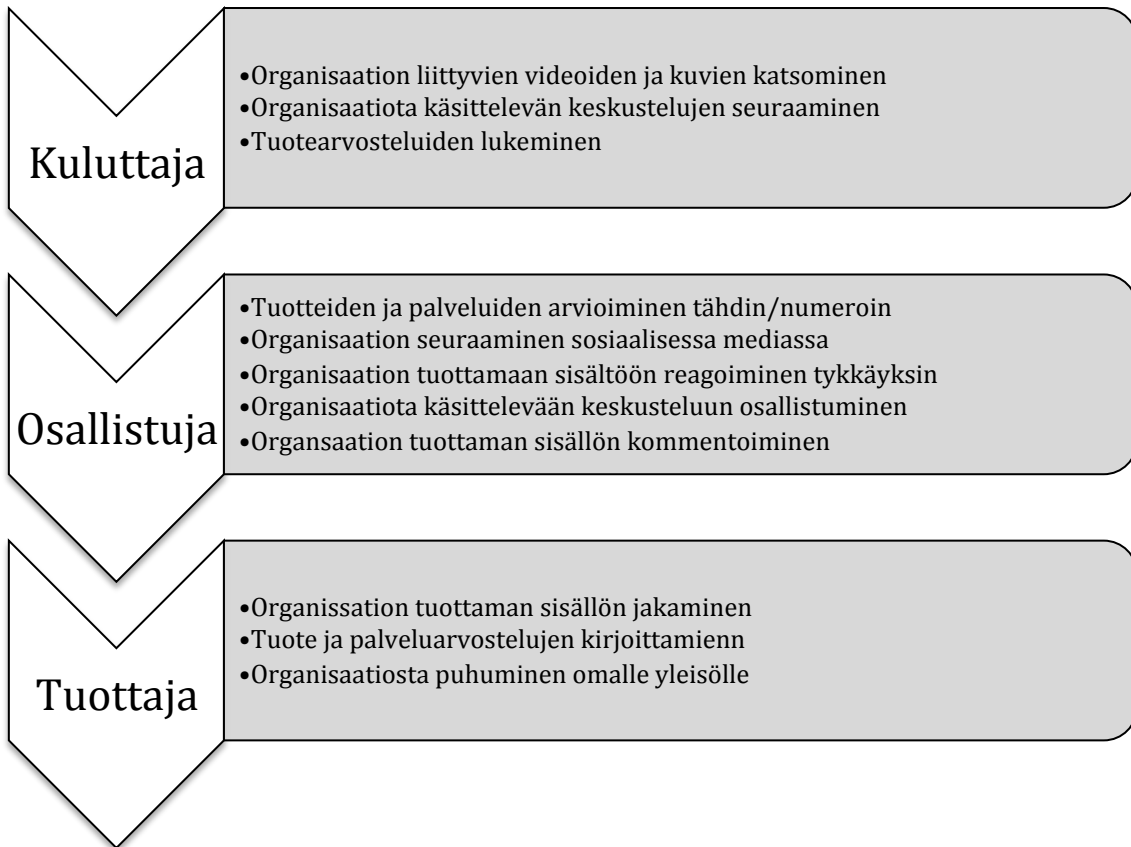 Kuluttaja
•Organisaation liittyvien videoiden ja kuvien katsominen
•Organisaatiota käsittelevän keskustelujen seuraaminen
•Tuotearvosteluiden lukeminen
Osallistuja
•Tuotteiden ja palveluiden arvioiminen tähdin/numeroin
•Organisaation seuraaminen sosiaalisessa mediassa
•Organisaation tuottamaan sisältöön reagoiminen tykkäyksin
•Organisaatiota käsittelevään keskusteluun osallistuminen
•Organsaation tuottaman sisällön kommentoiminen
Tuottaja
•Organissation tuottaman sisällön jakaminen
•Tuote ja palveluarvostelujen kirjoittamienn
•Organisaatiosta puhuminen omalle yleisölle